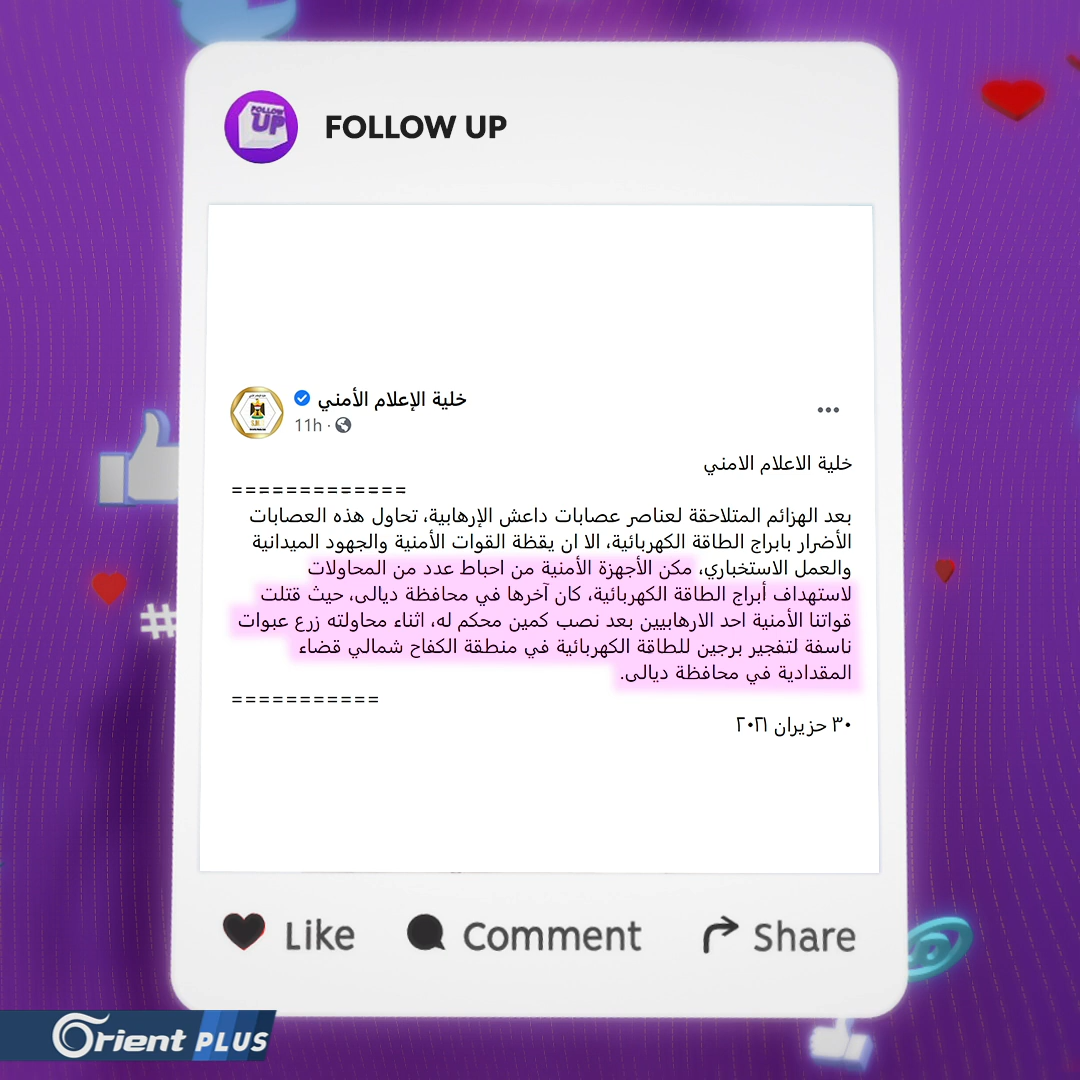 FOLLOW UP
FOLLOW UP
خلية الإعلام الأمني
11h ·
خلية الاعلام الامني
=============
بعد الهزائم المتلاحقة لعناصر عصابات داعش الإرهابية، تحاول هذه العصابات
الأضرار بابراج الطاقة الكهربائية، الا ان يقظة القوات الأمنية والجهود الميدانية
والعمل الاستخباري، مكن الأجهزة الأمنية من احباط عدد من المحاولات
لاستهداف أبراج الطاقة الكهربائية، كان آخرها في محافظة ديالى، حيث قتلت
قواتنا الأمنية احد الارهابيين بعد نصب كمين محكم له، اثناء محاولته زرع عبوات
ناسفة لتفجير برجين للطاقة الكهربائية في منطقة الكفاح شمالي قضاء
المقدادية في محافظة ديالى.
===========
٣٠ حزيران ٢٠٢١
Like Comment Share
Orient PLUS